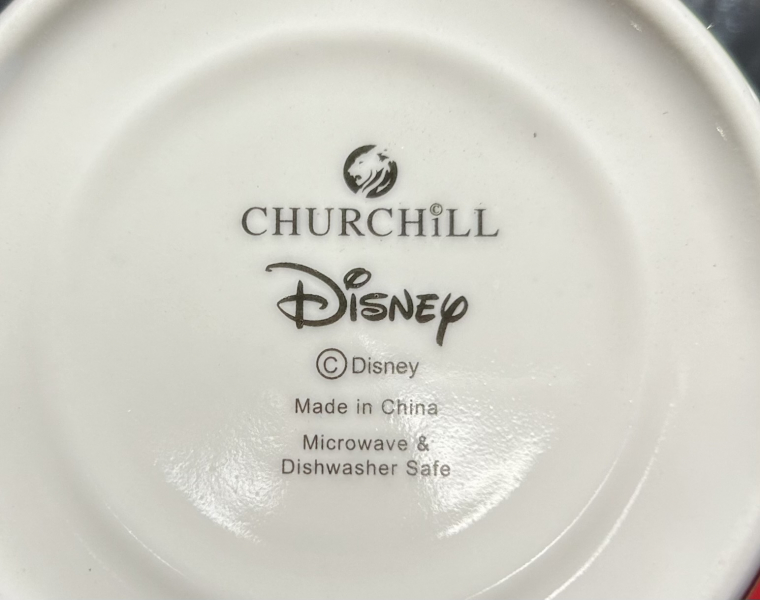 CHURCHiLL
©
Disney
© Disney
Made in China
Microwave &
Dishwasher Safe